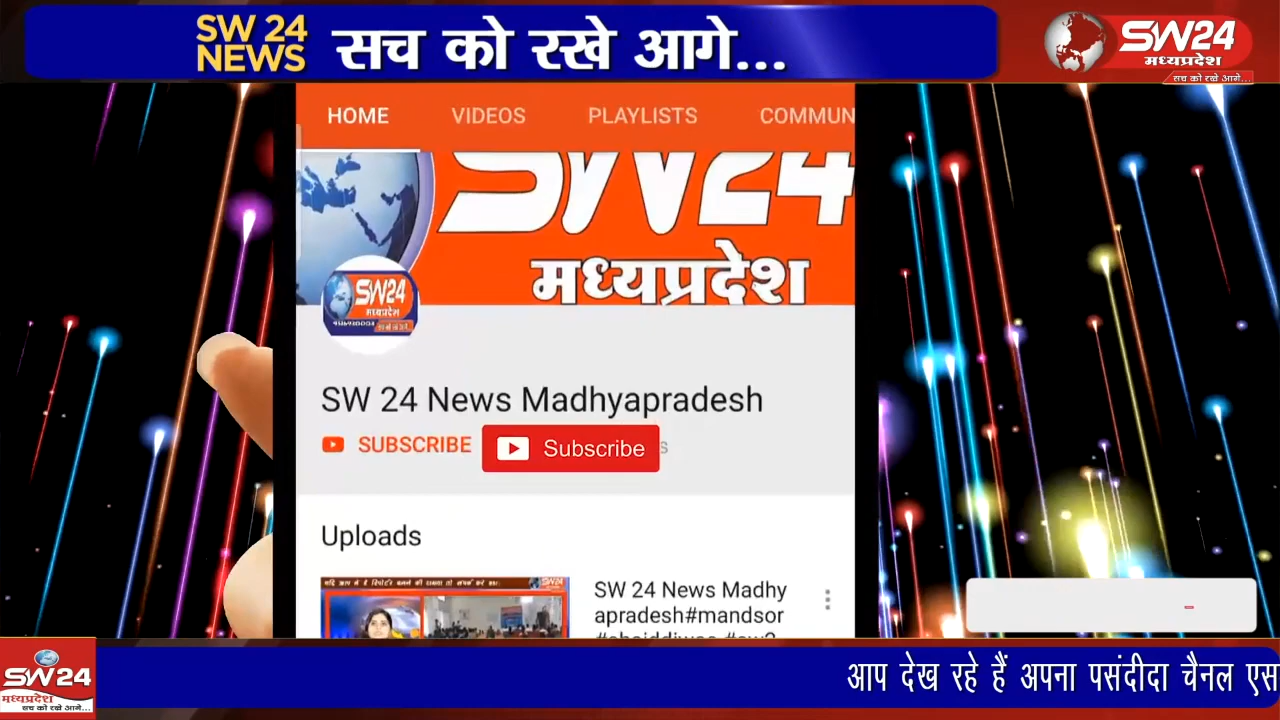 SW 24
NEWS
सच को रखे आगे...
SW24
मध्यप्रदेश
सच को रखे आगे...
HOME VIDEOS PLAYLISTS COMMUN
SW24
मध्यप्रदेश
SW24
मध्यप्रदेश
SW 24 News Madhyapradesh
SUBSCRIBE
Subscribe
Uploads
SW24
SW 24 News Madhy
apradesh#mandsor
SW24
मध्यप्रदेश
सच को रखे आगे...
आप देख रहे हैं अपना पसंदीदा चैनल एस